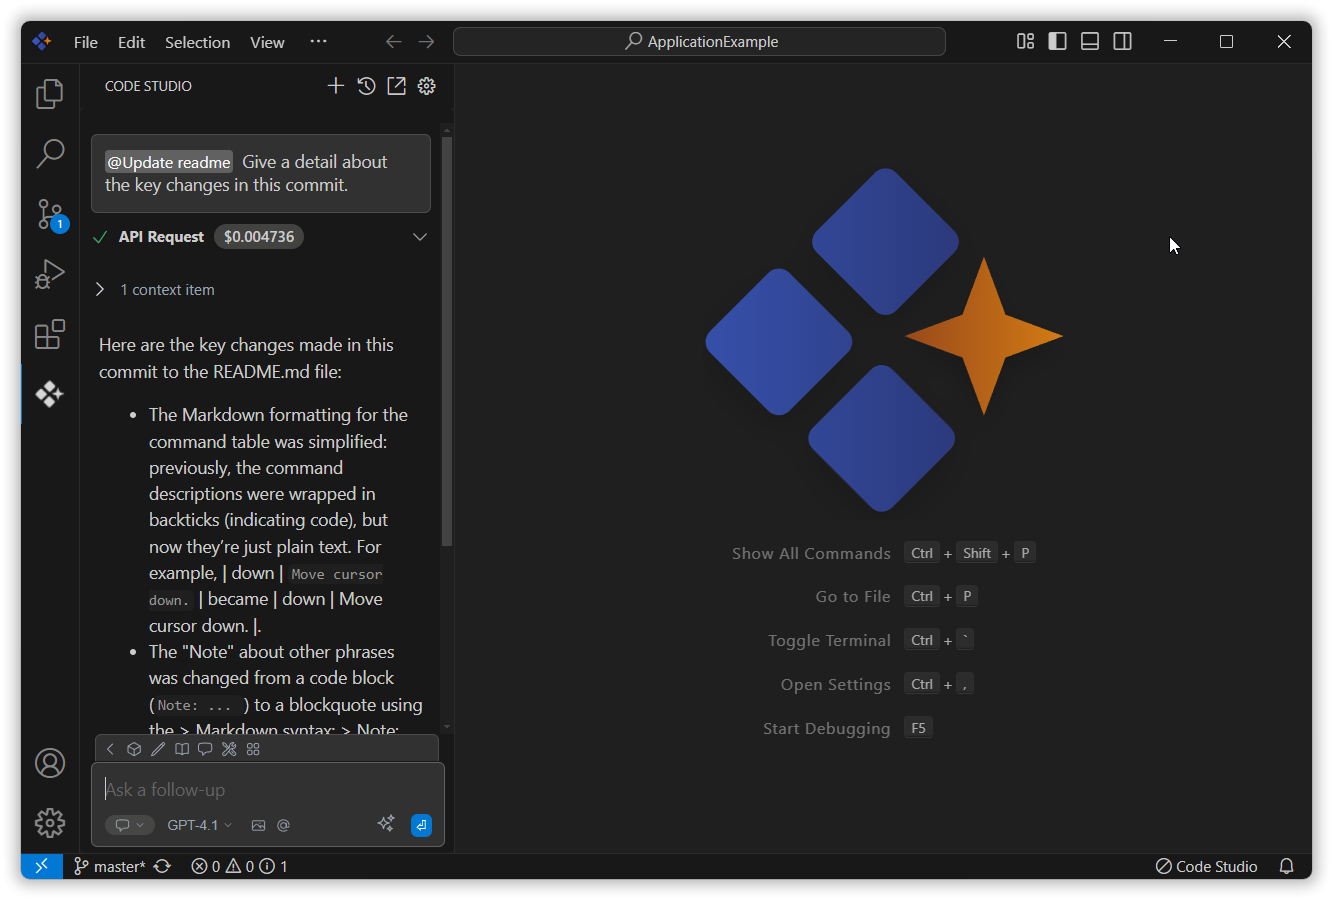 File Edit Selection View ···
ApplicationExample
CODE STUDIO
@Update readme Give a detail about
the key changes in this commit.
API Request $0.004736
1 context item
Here are the key changes made in this
commit to the README.md file:
• The Markdown formatting for the
command table was simplified:
previously, the command
descriptions were wrapped in
backticks (indicating code), but
now they’re just plain text. For
example, | down | Move cursor
down. | became | down | Move
cursor down. |.
• The "Note" about other phrases
was changed from a code block
(Note: ... ) to a blockquote using
the > Markdown syntax: > Note:
Ask a follow-up
GPT-4.1
1
Show All Commands Ctrl + Shift + P
Go to File Ctrl + P
Toggle Terminal Ctrl + `
Open Settings Ctrl + ,
Start Debugging F5
master* 0 0 1
Code Studio